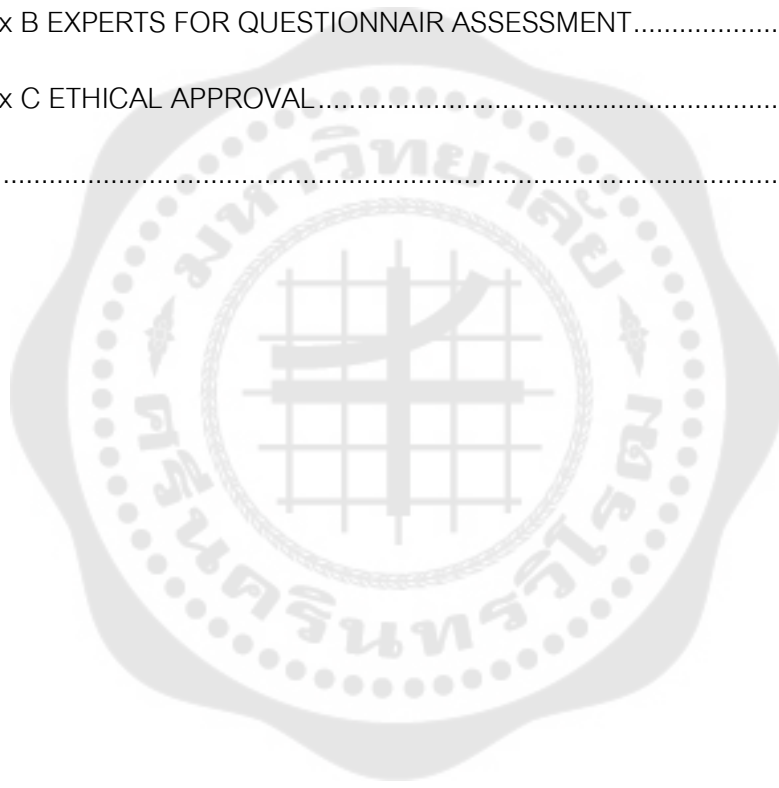 x B EXPERTS FOR QUESTIONNAIR ASSESSMENT....................
x C ETHICAL APPROVAL............................................................
....................................................................................................
มหาวิทยาลัย
ศรีนครินทรวิโรฒ